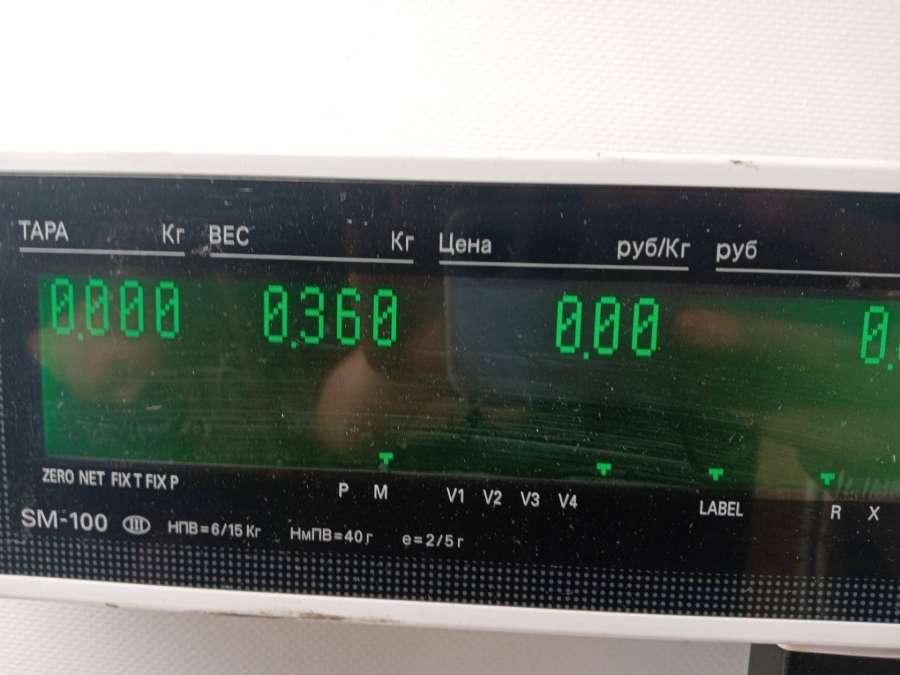 ТАРА Кг ВЕС Кг Цена руб/Кг руб
0.000 0.360 0.00 0.
ZERO NET FIX T FIX P P M V1 V2 V3 V4 LABEL R X
SM-100 III НПВ=6/15 Кг НмПВ=40 г e=2/5 г